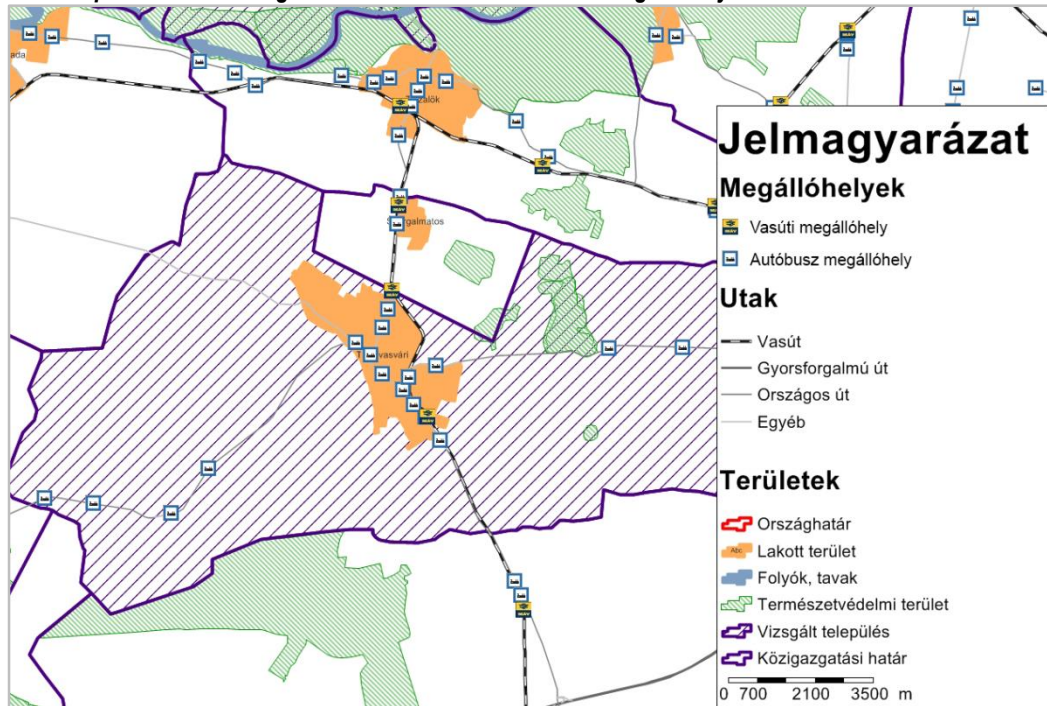 Jelmagyarázat
Megállóhelyek
Vasúti megállóhely
Autóbusz megállóhely
Utak
Vasút
Gyorsforgalmú út
Országos út
Egyéb
Területek
Országhatár
Abc
Lakott terület
Folyók, tavak
Természetvédelmi terület
Vizsgált település
Közigazgatási határ
0 700 2100 3500 m